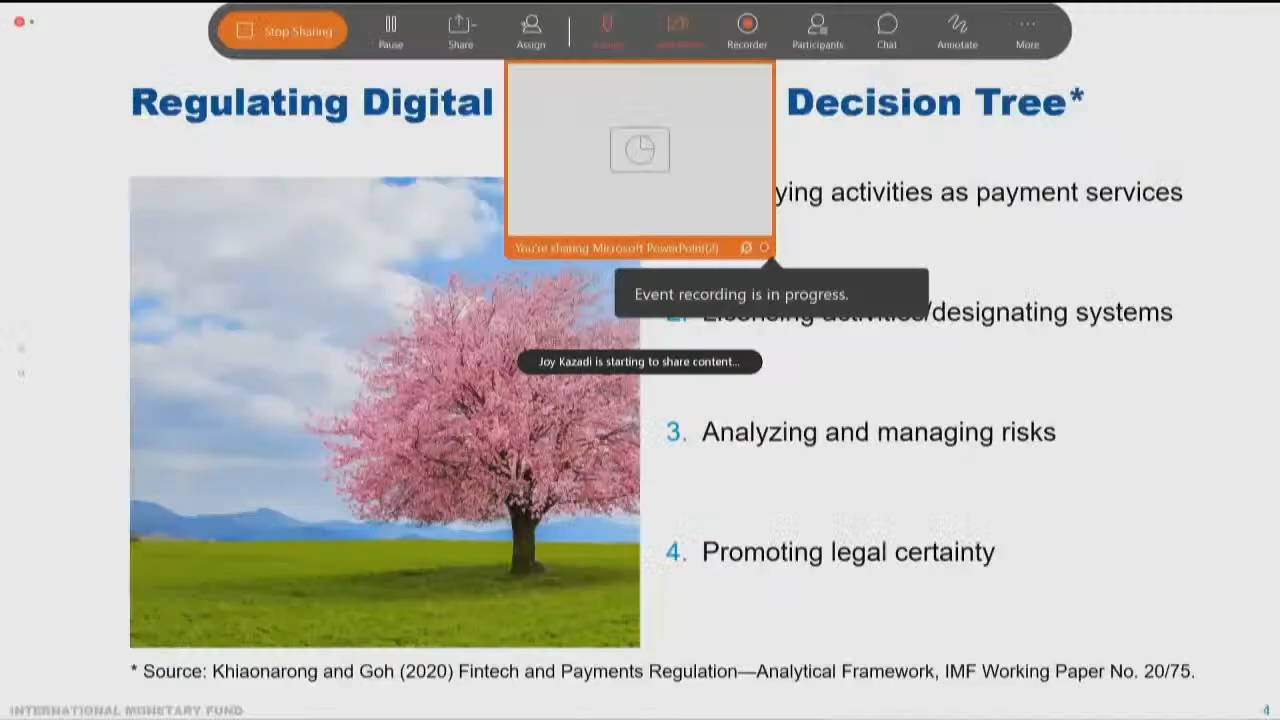 Stop Sharing
Pause
Share
Assign
Recorder
Participants
Chat
Annotate
More
Regulating Digital Decision Tree*
ying activities as payment services
You're sharing Microsoft PowerPoint(2)
Event recording is in progress.
2. Licensing activities/designating systems
Joy Kazadi is starting to share content...
3. Analyzing and managing risks
4. Promoting legal certainty
* Source: Khiaonarong and Goh (2020) Fintech and Payments Regulation—Analytical Framework, IMF Working Paper No. 20/75.
INTERNATIONAL MONETARY FUND
4